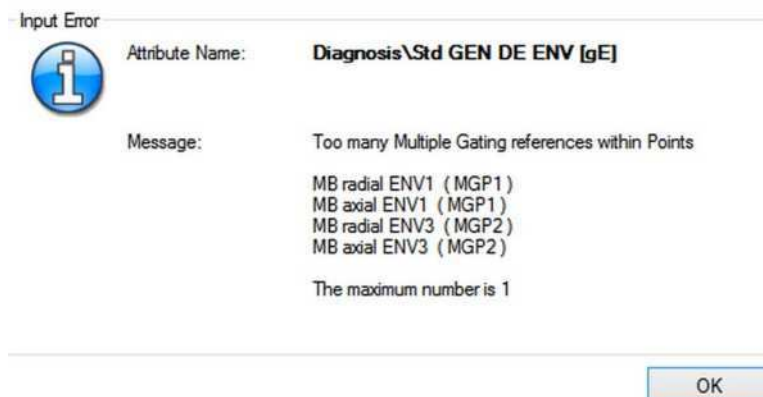 Input Error
Attribute Name: Diagnosis\Std GEN DE ENV [gE]
Message: Too many Multiple Gating references within Points
MB radial ENV1 ( MGP1 )
MB axial ENV1 ( MGP1 )
MB radial ENV3 ( MGP2 )
MB axial ENV3 ( MGP2 )
The maximum number is 1
OK